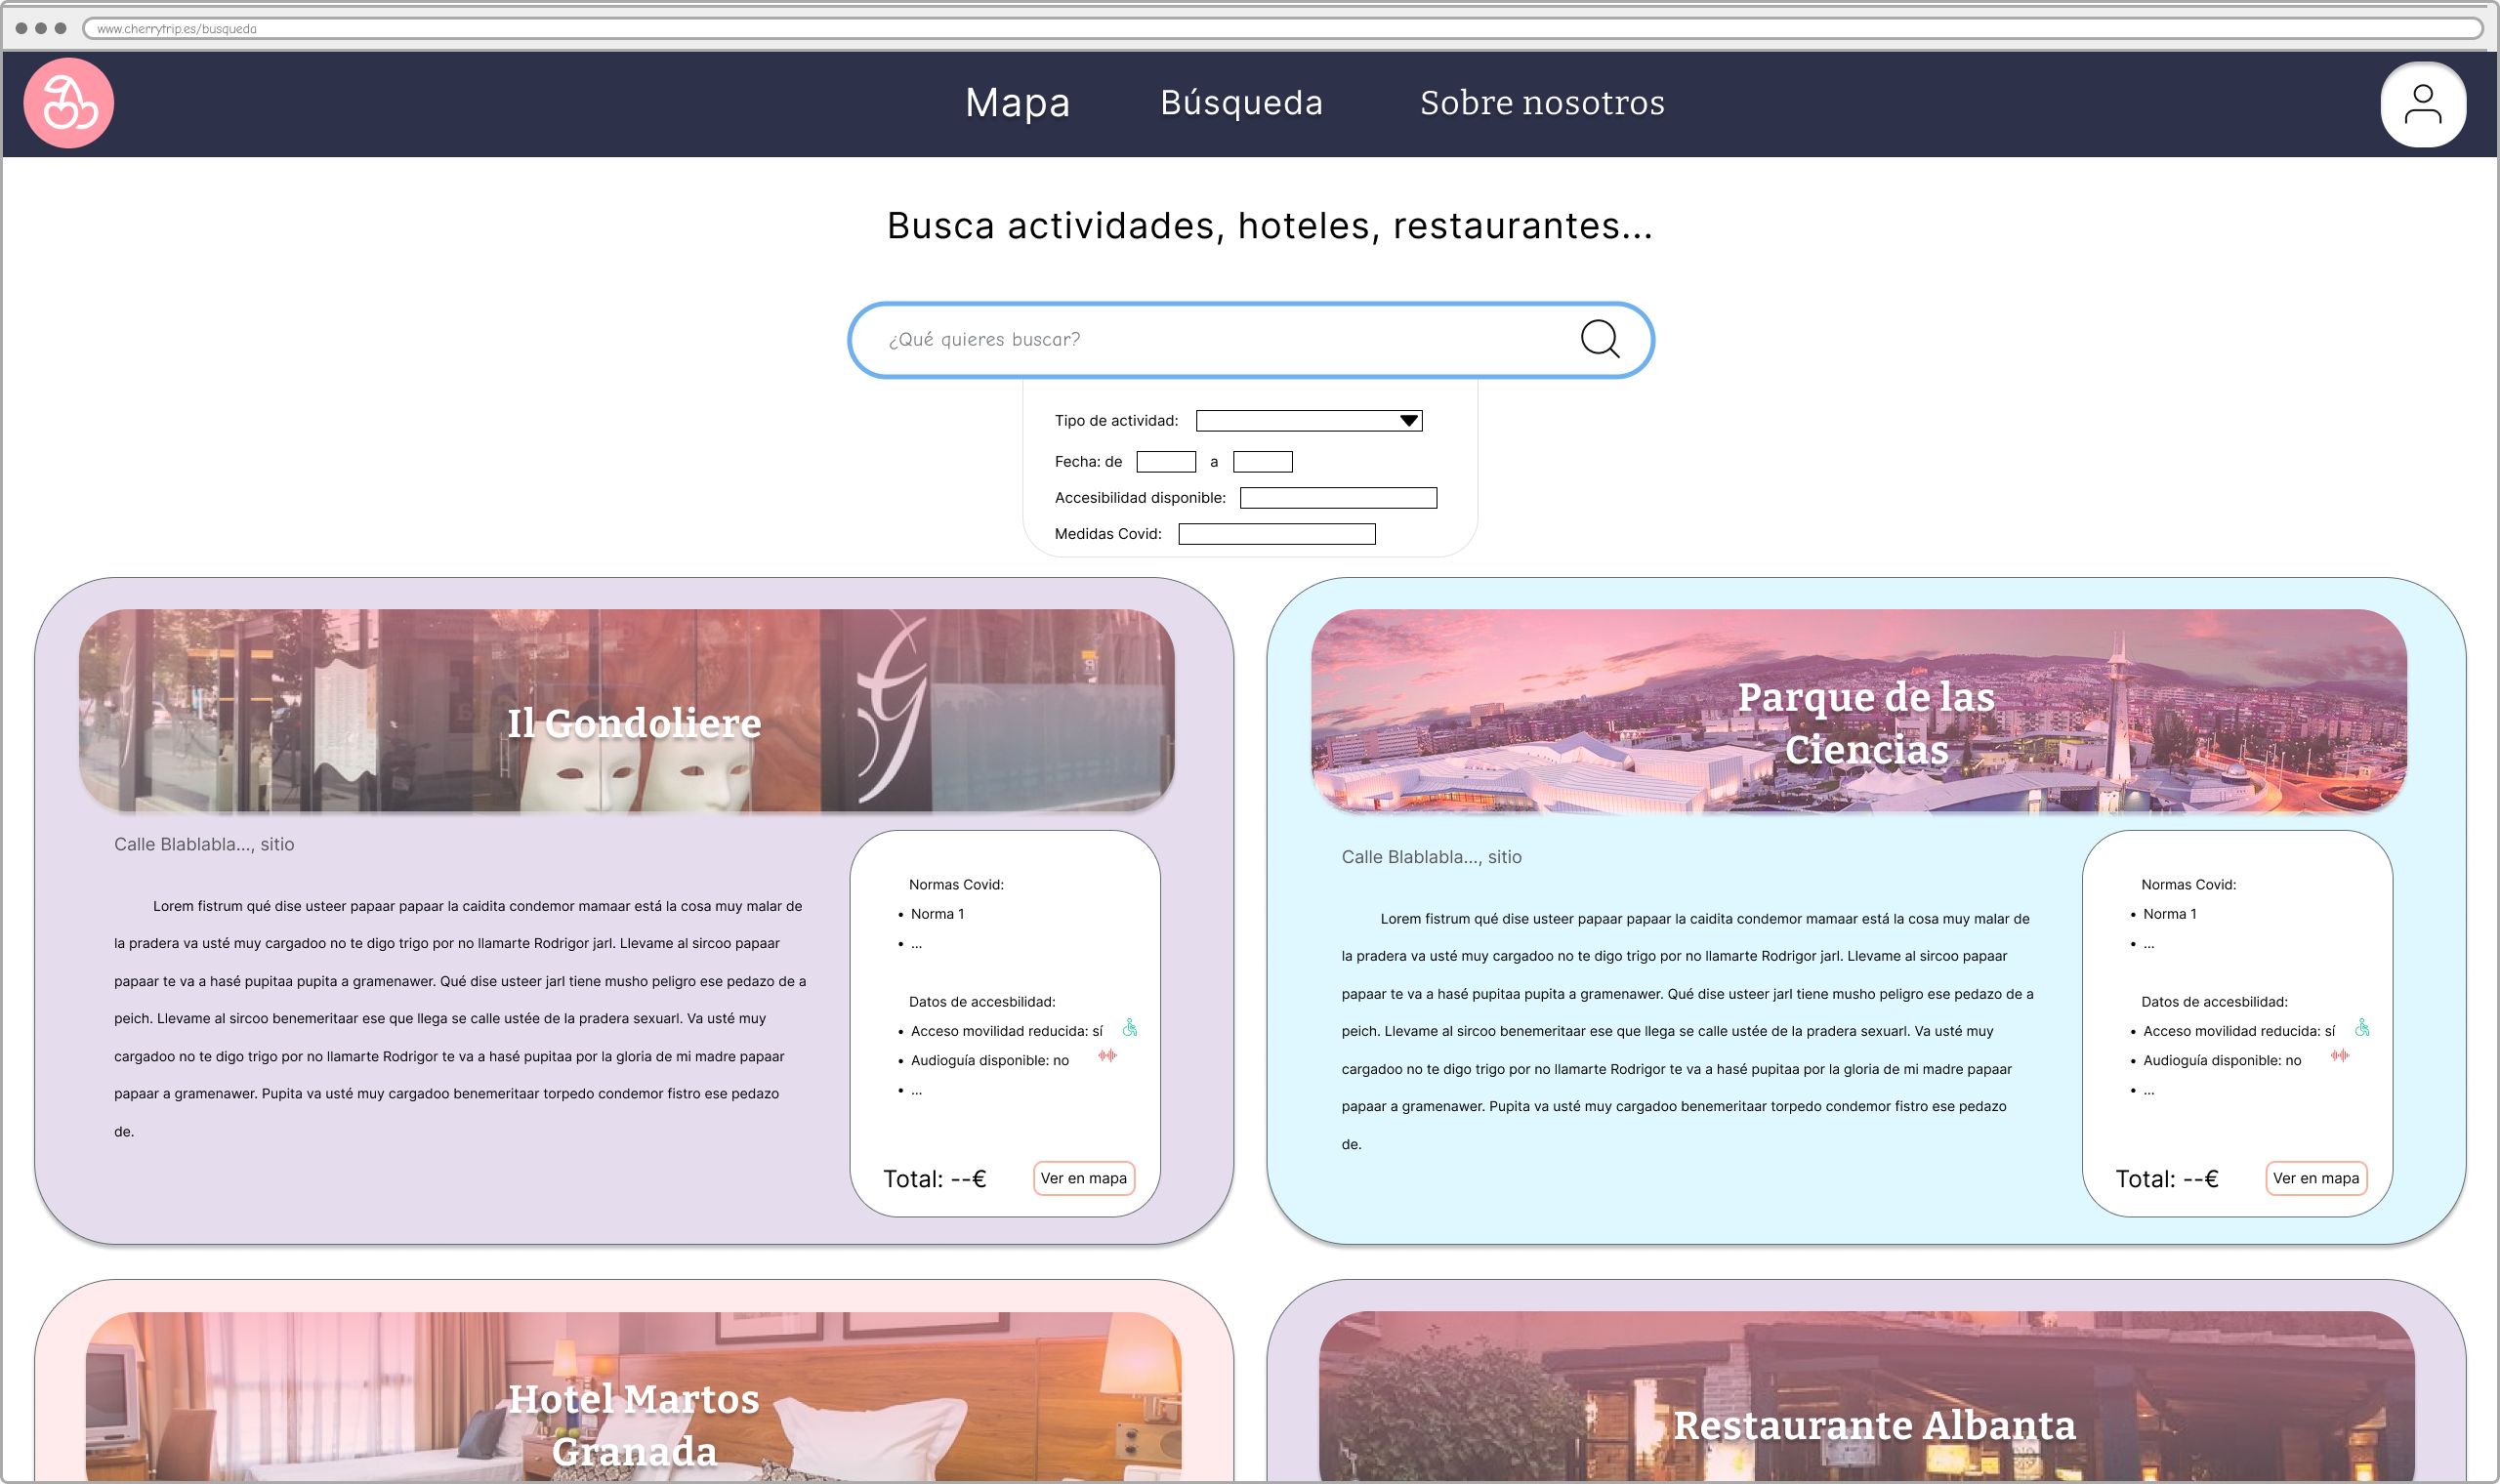 www.cherrytrip.es/busqueda
Mapa
Búsqueda
Sobre nosotros
Busca actividades, hoteles, restaurantes...
¿Qué quieres buscar?
Tipo de actividad:
Fecha: de
a
Accesibilidad disponible:
Medidas Covid:
Il Gondoliere
Calle Blablabla..., sitio
Lorem fistrum qué dise usteer papaar papaar la caidita condemor mamaar está la cosa muy malar de
la pradera va usté muy cargadoo no te digo trigo por no llamarte Rodrigor jarl. Llevame al sircoo papaar
papaar te va a hasé pupitaa pupita a gramenawer. Qué dise usteer jarl tiene musho peligro ese pedazo de a
peich. Llevame al sircoo benemeritaar ese que llega se calle ustée de la pradera sexuarl. Va usté muy
cargadoo no te digo trigo por no llamarte Rodrigor te va a hasé pupitaa por la gloria de mi madre papaar
papaar a gramenawer. Pupita va usté muy cargadoo benemeritaar torpedo condemor fistro ese pedazo
de.
Normas Covid:
• Norma 1
• ...
Datos de accesbilidad:
• Acceso movilidad reducida: sí
• Audioguía disponible: no
• ...
Total: --€
Ver en mapa
Parque de las
Ciencias
Calle Blablabla..., sitio
Lorem fistrum qué dise usteer papaar papaar la caidita condemor mamaar está la cosa muy malar de
la pradera va usté muy cargadoo no te digo trigo por no llamarte Rodrigor jarl. Llevame al sircoo papaar
papaar te va a hasé pupitaa pupita a gramenawer. Qué dise usteer jarl tiene musho peligro ese pedazo de a
peich. Llevame al sircoo benemeritaar ese que llega se calle ustée de la pradera sexuarl. Va usté muy
cargadoo no te digo trigo por no llamarte Rodrigor te va a hasé pupitaa por la gloria de mi madre papaar
papaar a gramenawer. Pupita va usté muy cargadoo benemeritaar torpedo condemor fistro ese pedazo
de.
Normas Covid:
• Norma 1
• ...
Datos de accesbilidad:
• Acceso movilidad reducida: sí
• Audioguía disponible: no
• ...
Total: --€
Ver en mapa
Hotel Martos
Granada
Restaurante Albanta